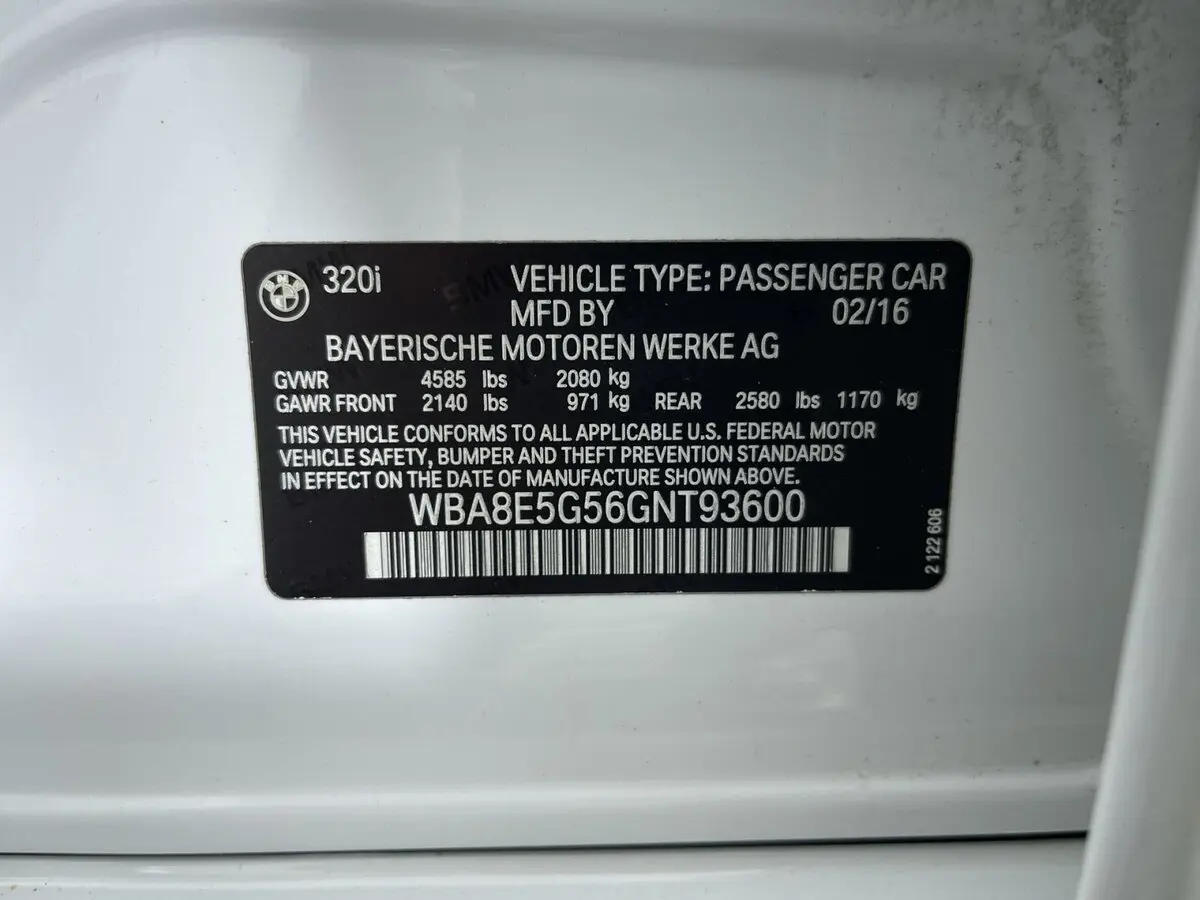 BMW 320i VEHICLE TYPE: PASSENGER CAR
MFD BY 02/16
BAYERISCHE MOTOREN WERKE AG
GVWR 4585 lbs 2080 kg
GAWR FRONT 2140 lbs 971 kg REAR 2580 lbs 1170 kg
THIS VEHICLE CONFORMS TO ALL APPLICABLE U.S. FEDERAL MOTOR
VEHICLE SAFETY, BUMPER AND THEFT PREVENTION STANDARDS
IN EFFECT ON THE DATE OF MANUFACTURE SHOWN ABOVE.
WBA8E5G56GNT93600
2 122 606